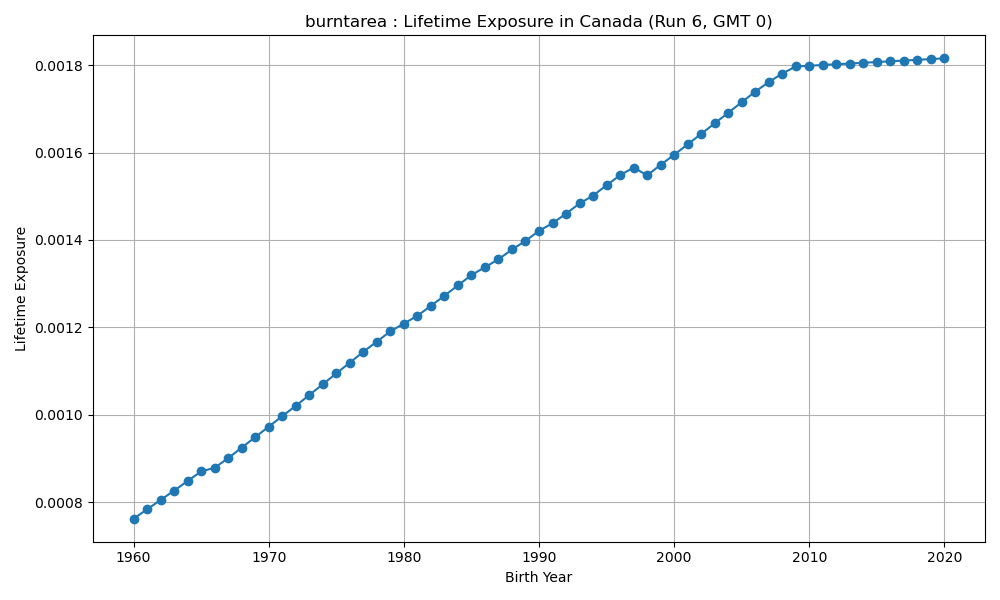 burntarea : Lifetime Exposure in Canada (Run 6, GMT 0)
Lifetime Exposure
0.0018
0.0016
0.0014
0.0012
0.0010
0.0008
1960 1970 1980 1990 2000 2010 2020
Birth Year